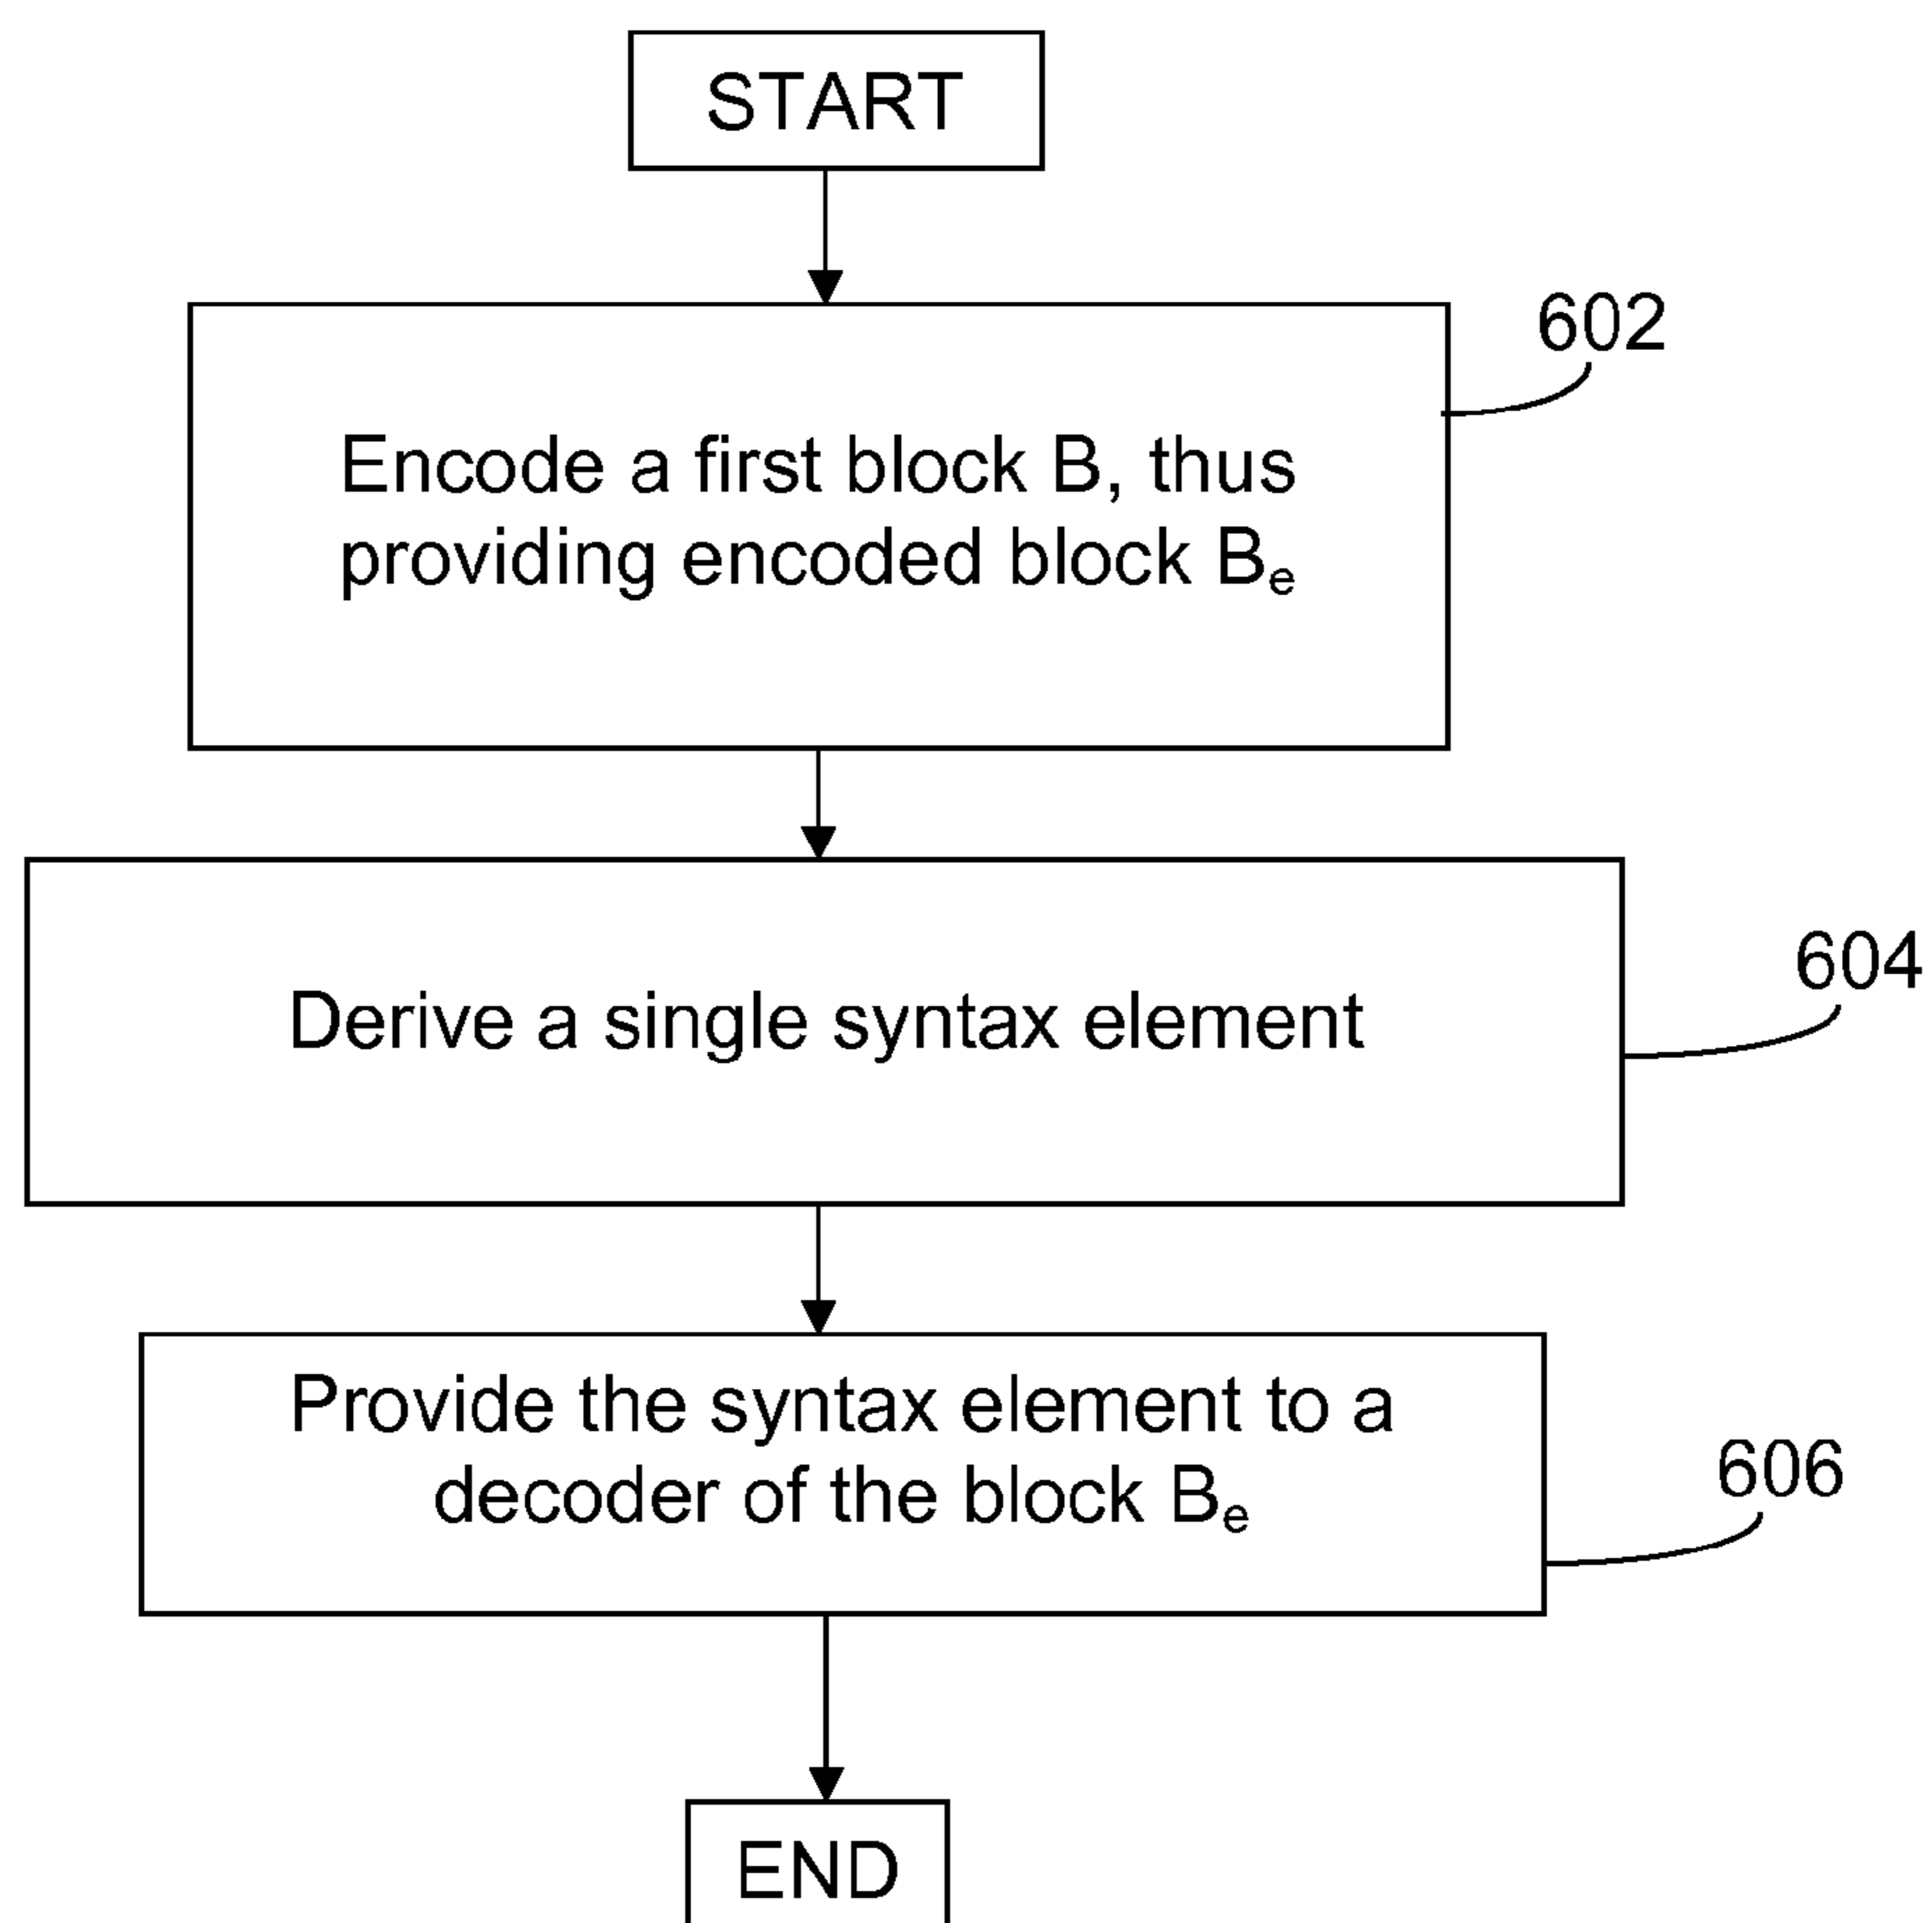 START
602
Encode a first block B, thus
providing encoded block Be
604
Derive a single syntax element
Provide the syntax element to a
decoder of the block Be
606
END